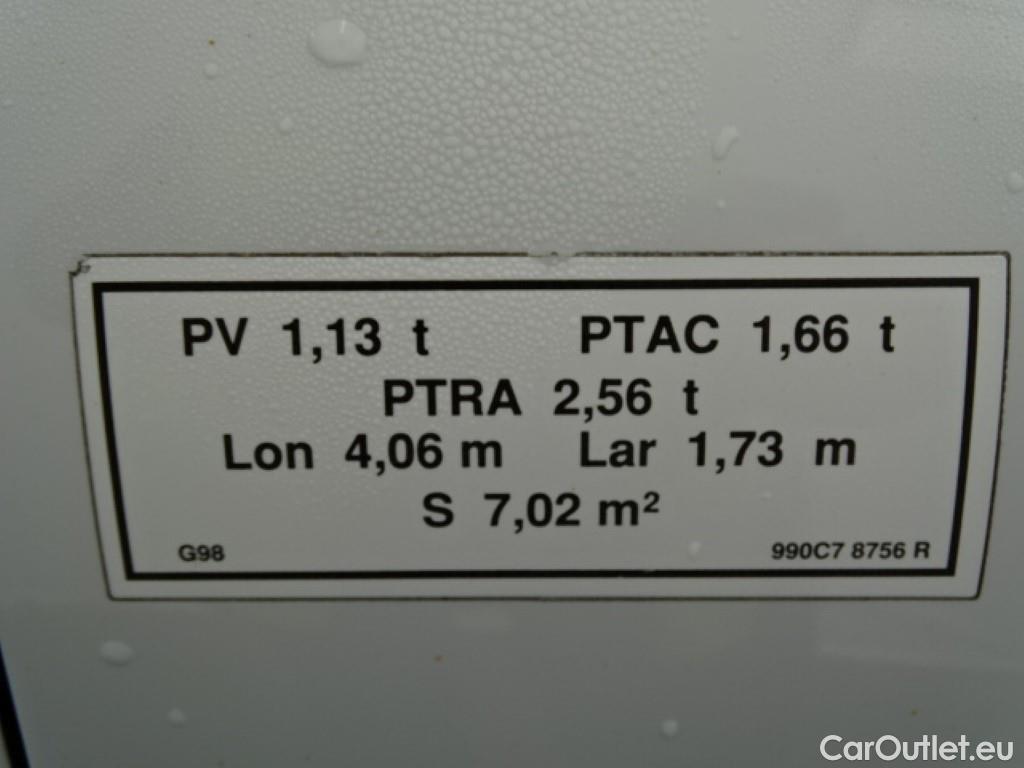 PV 1,13 t PTAC 1,66 t
PTRA 2,56 t
Lon 4,06 m Lar 1,73 m
S 7,02 m²
G98 990C7 8756 R
CarOutlet.eu